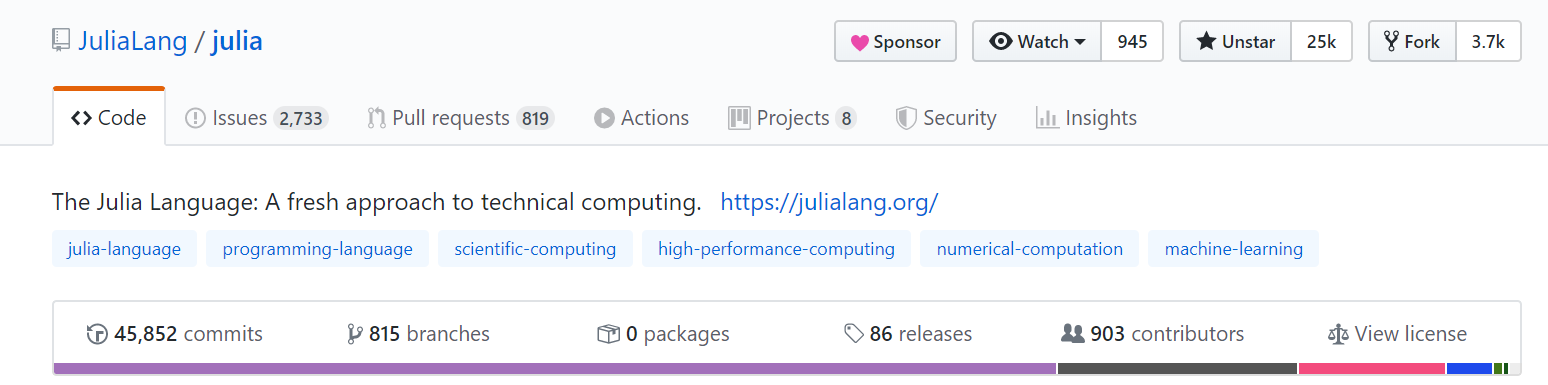 JuliaLang / julia Sponsor Watch 945 Unstar 25k Fork 3.7k
Code Issues 2,733 Pull requests 819 Actions Projects 8 Security Insights
The Julia Language: A fresh approach to technical computing. https://julialang.org/
julia-language programming-language scientific-computing high-performance-computing numerical-computation machine-learning
45,852 commits 815 branches 0 packages 86 releases 903 contributors View license